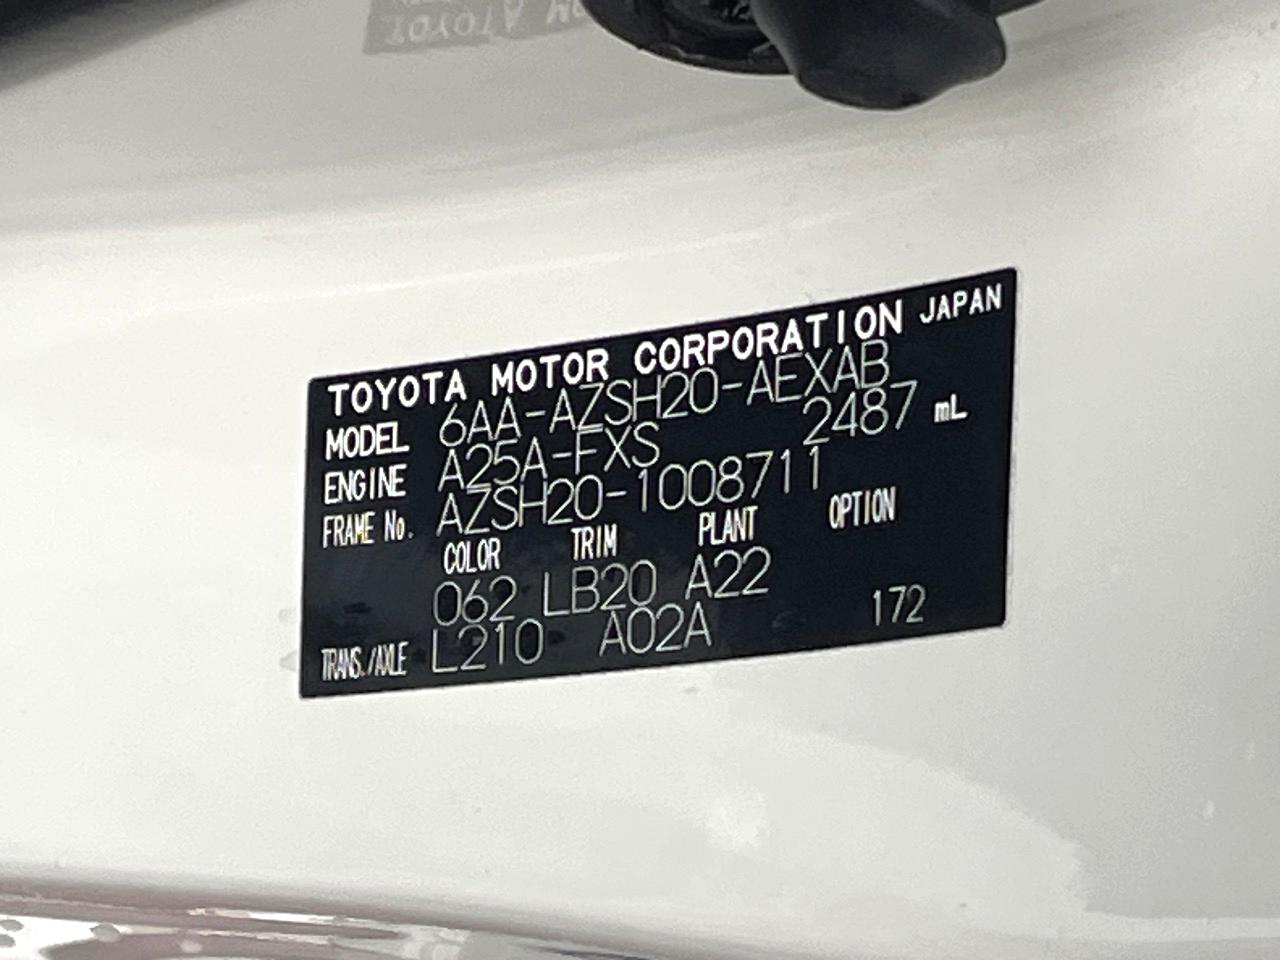 TOYOTA MOTOR CORPORATION JAPAN
MODEL 6AA-AZSH20-AEXAB
ENGINE A25A-FXS 2487 mL
FRAME No. AZSH20-1008711
COLOR TRIM PLANT OPTION
062 LB20 A22
TRANS./AXLE L210 A02A 172